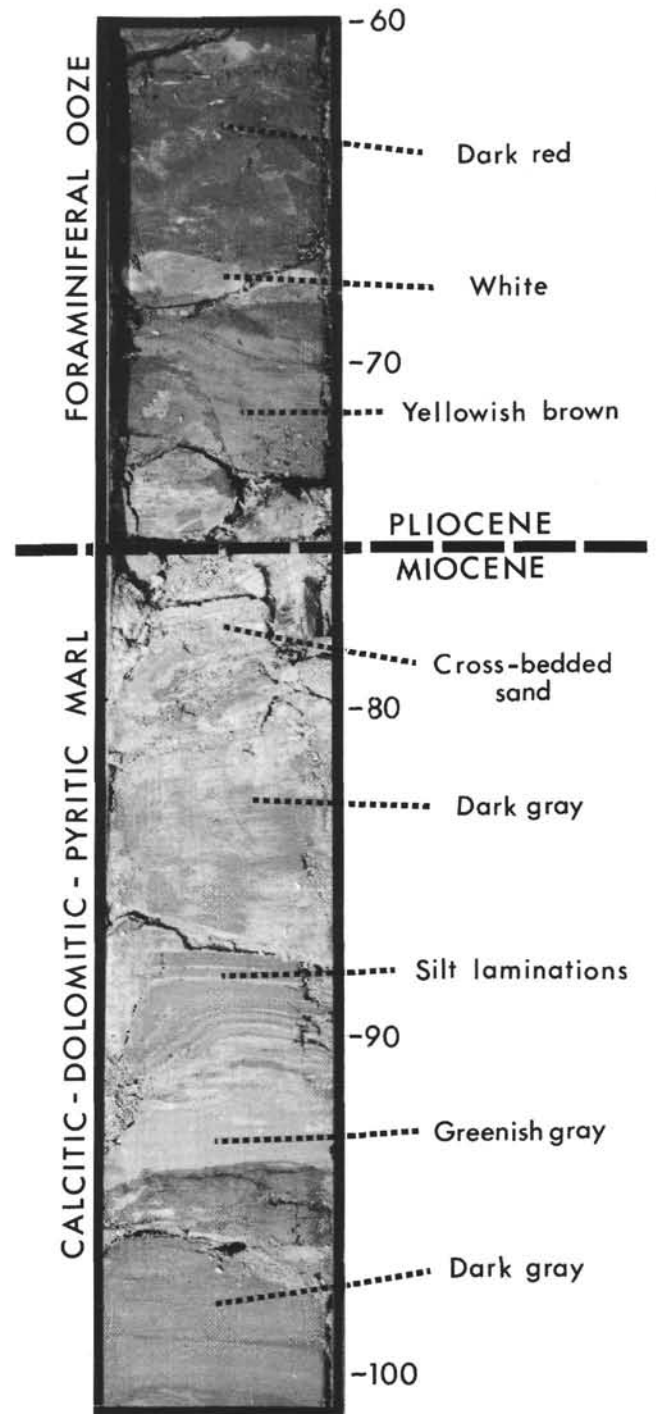 FORAMINIFERAL OOZE
-60
Dark red
White
-70
Yellowish brown
PLIOCENE
MIOCENE
CALCITIC-DOLOMITIC-PYRITIC MARL
Cross-bedded
sand
-80
Dark gray
Silt laminations
-90
Greenish gray
Dark gray
-100